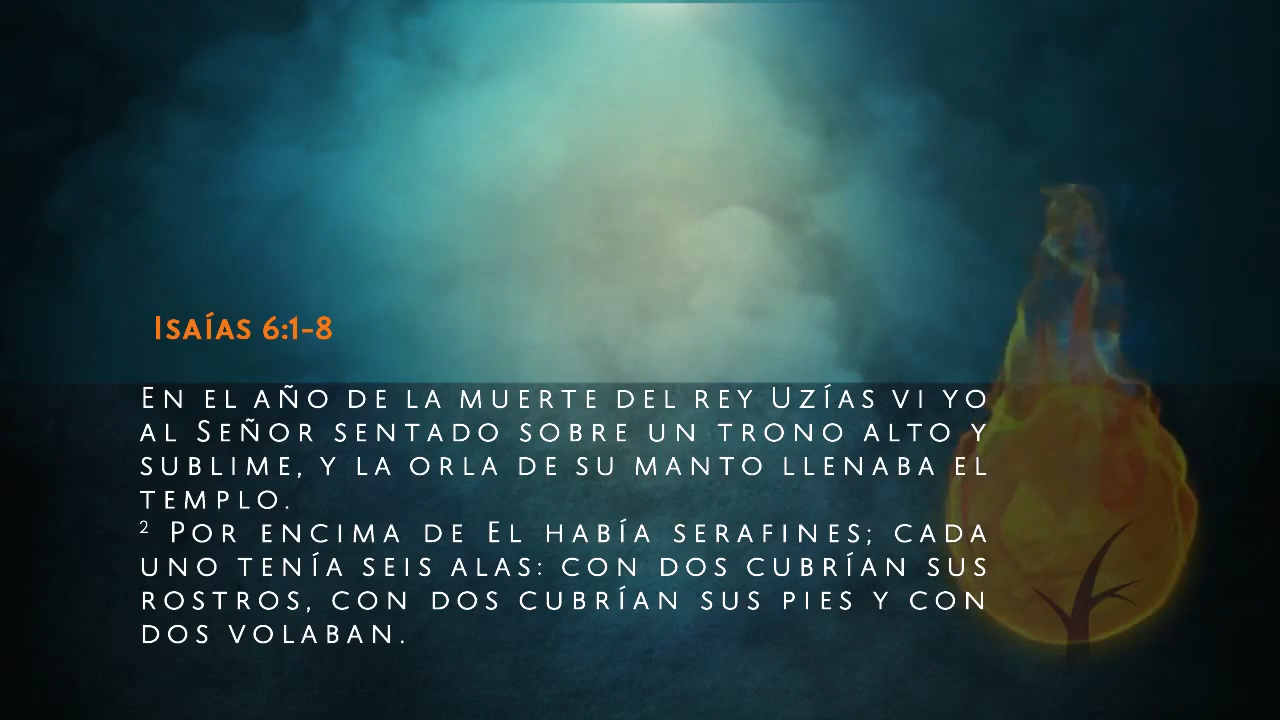 Isaías 6:1-8
En el año de la muerte del rey Uzías vi yo
al Señor sentado sobre un trono alto y
sublime, y la orla de su manto llenaba el
templo.
² Por encima de El había serafines; cada
uno tenía seis alas: con dos cubrían sus
rostros, con dos cubrían sus pies y con
dos volaban.